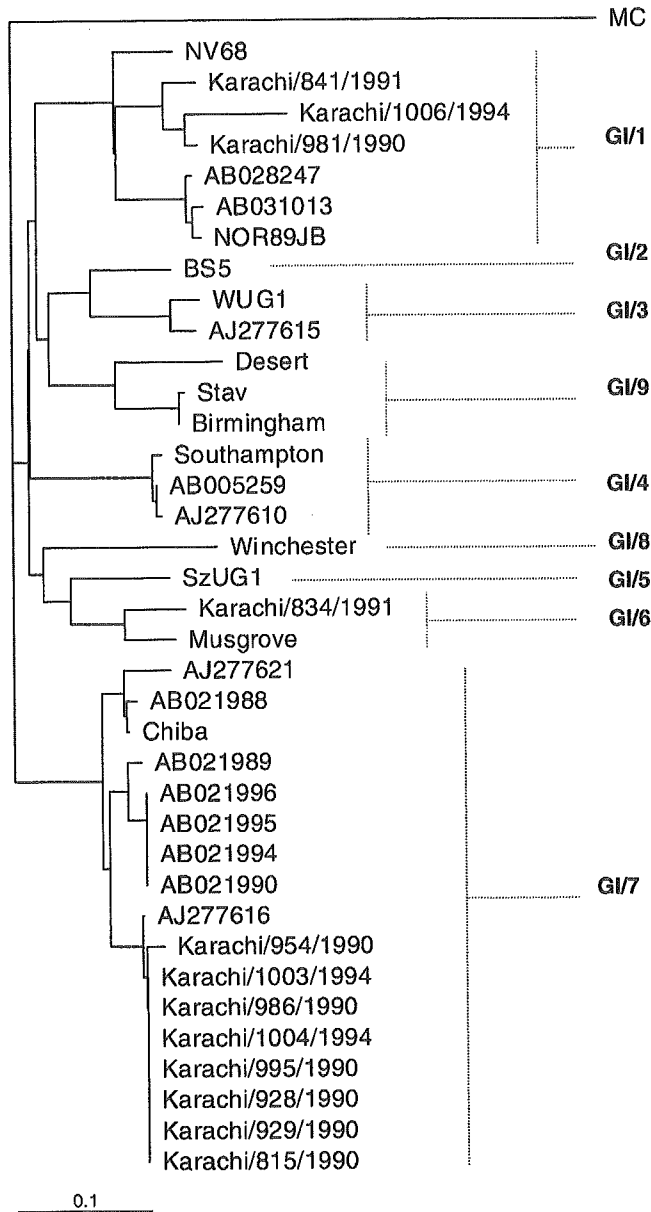 MC
NV68
Karachi/841/1991
Karachi/1006/1994
GI/1
Karachi/981/1990
AB028247
AB031013
NOR89JB
GI/2
BS5
WUG1
GI/3
AJ277615
Desert
GI/9
Stav
Birmingham
Southampton
AB005259
GI/4
AJ277610
Winchester
GI/8
SzUG1
GI/5
Karachi/834/1991
GI/6
Musgrove
AJ277621
AB021988
Chiba
AB021989
AB021996
AB021995
AB021994
AB021990
GI/7
AJ277616
Karachi/954/1990
Karachi/1003/1994
Karachi/986/1990
Karachi/1004/1994
Karachi/995/1990
Karachi/928/1990
Karachi/929/1990
Karachi/815/1990
0.1